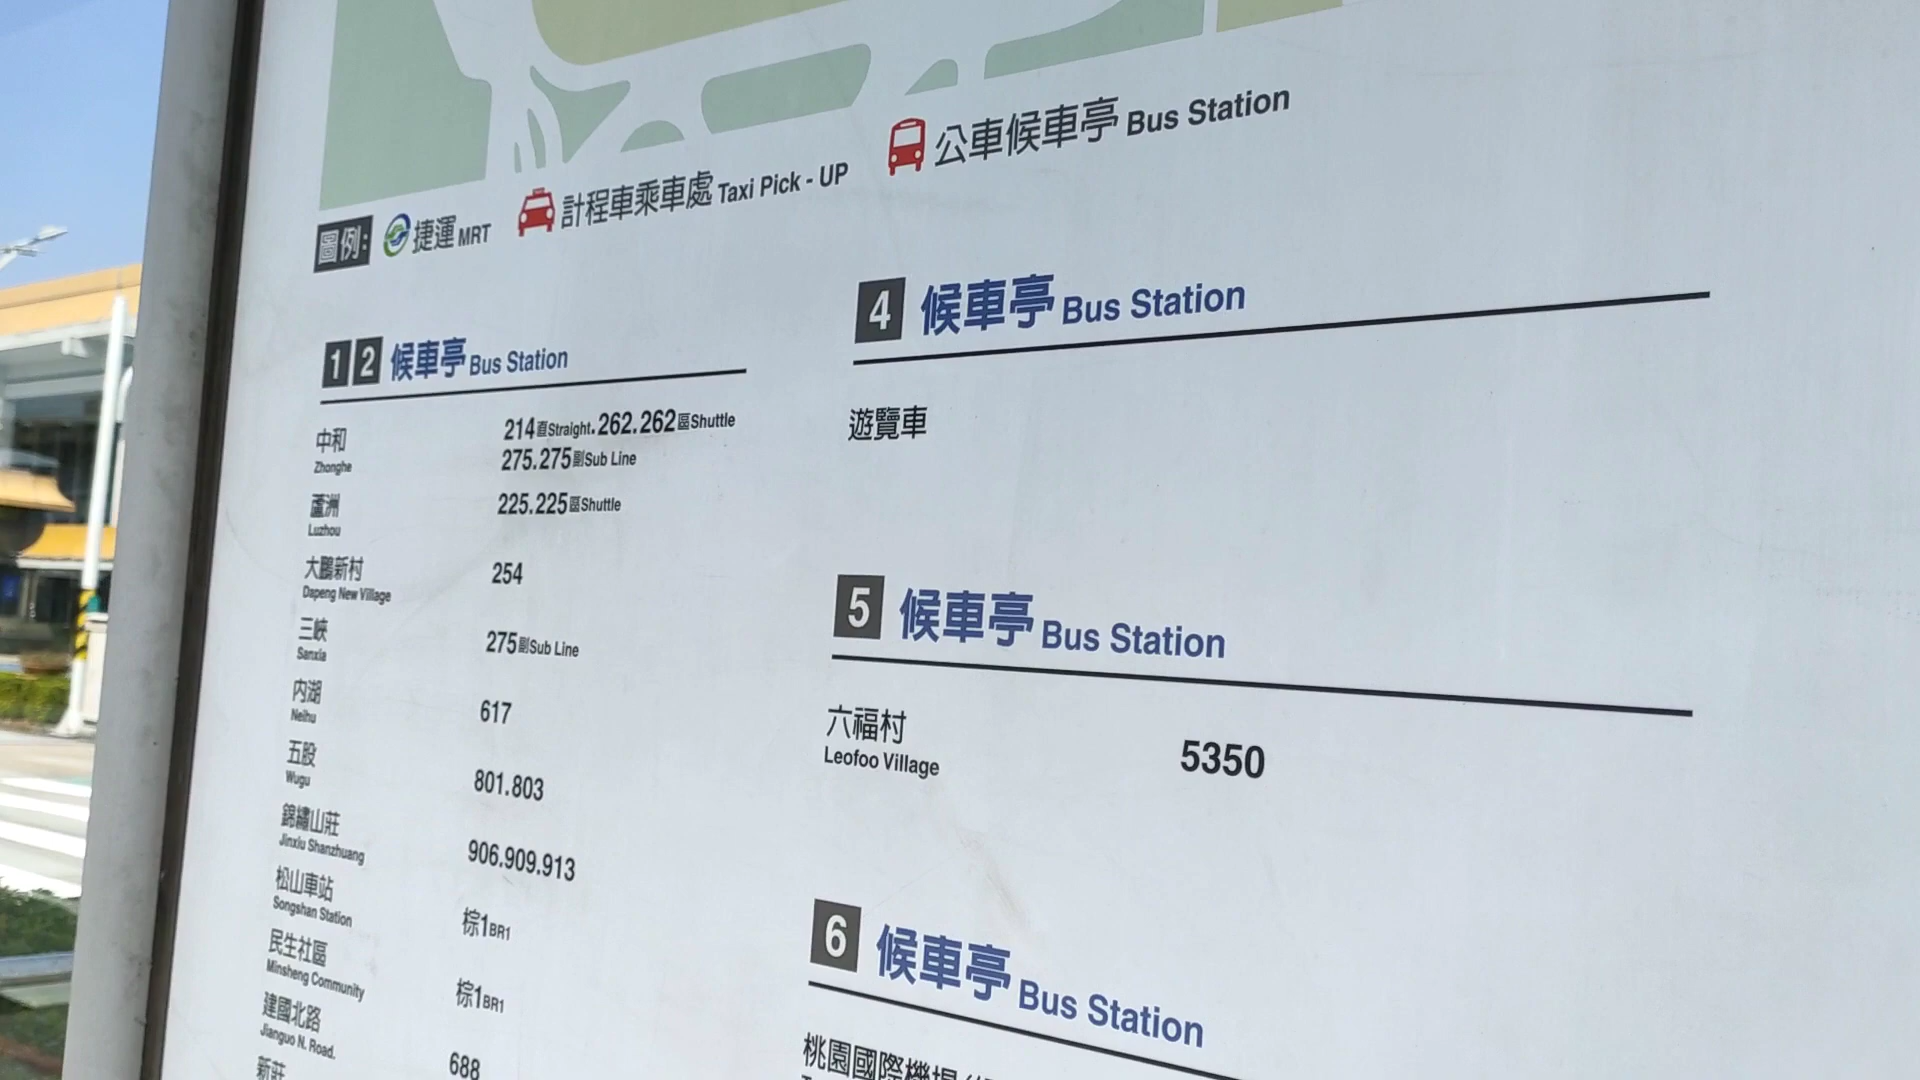 圖例: 捷運 MRT 計程車乘車處 Taxi Pick - UP 公車候車亭 Bus Station
1 2 候車亭 Bus Station
中和 214直Straight.262.262區Shuttle
Zhonghe 275.275副Sub Line
蘆洲 225.225區Shuttle
Luzhou
大鵬新村 254
Dapeng New Village
三峽 275副Sub Line
Sanxia
內湖 617
Neihu
五股 801.803
Wugu
錦繡山莊 906.909.913
Jinxiu Shanzhuang
松山車站 棕1BR1
Songshan Station
民生社區 棕1BR1
Minsheng Community
建國北路 688
Jianguo N. Road.
新莊
4 候車亭 Bus Station
遊覽車
5 候車亭 Bus Station
六福村 5350
Leofoo Village
6 候車亭 Bus Station
桃園國際機場